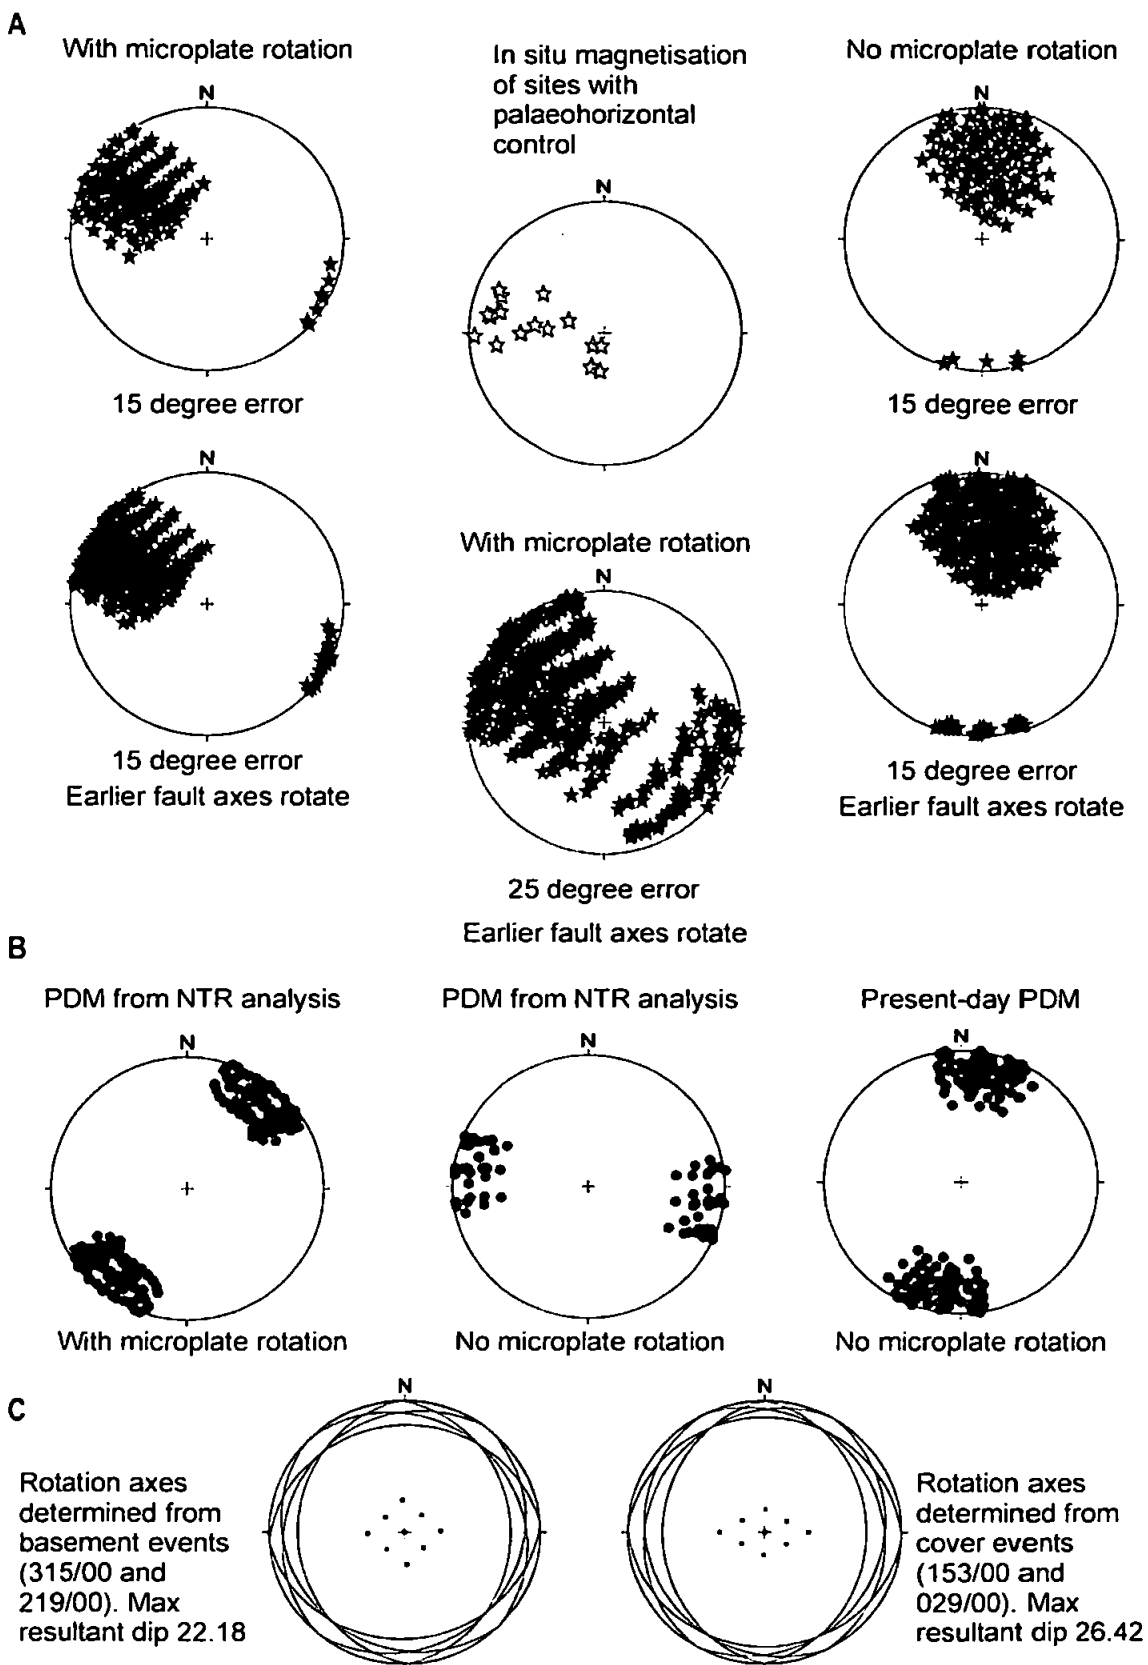 A
With microplate rotation
N
15 degree error
In situ magnetisation
of sites with
palaeohorizontal
control
N
No microplate rotation
N
15 degree error
N
15 degree error
Earlier fault axes rotate
With microplate rotation
N
25 degree error
Earlier fault axes rotate
N
15 degree error
Earlier fault axes rotate
B
PDM from NTR analysis
N
With microplate rotation
PDM from NTR analysis
N
No microplate rotation
Present-day PDM
N
No microplate rotation
C
Rotation axes
determined from
basement events
(315/00 and
219/00). Max
resultant dip 22.18
N
N
Rotation axes
determined from
cover events
(153/00 and
029/00). Max
resultant dip 26.42